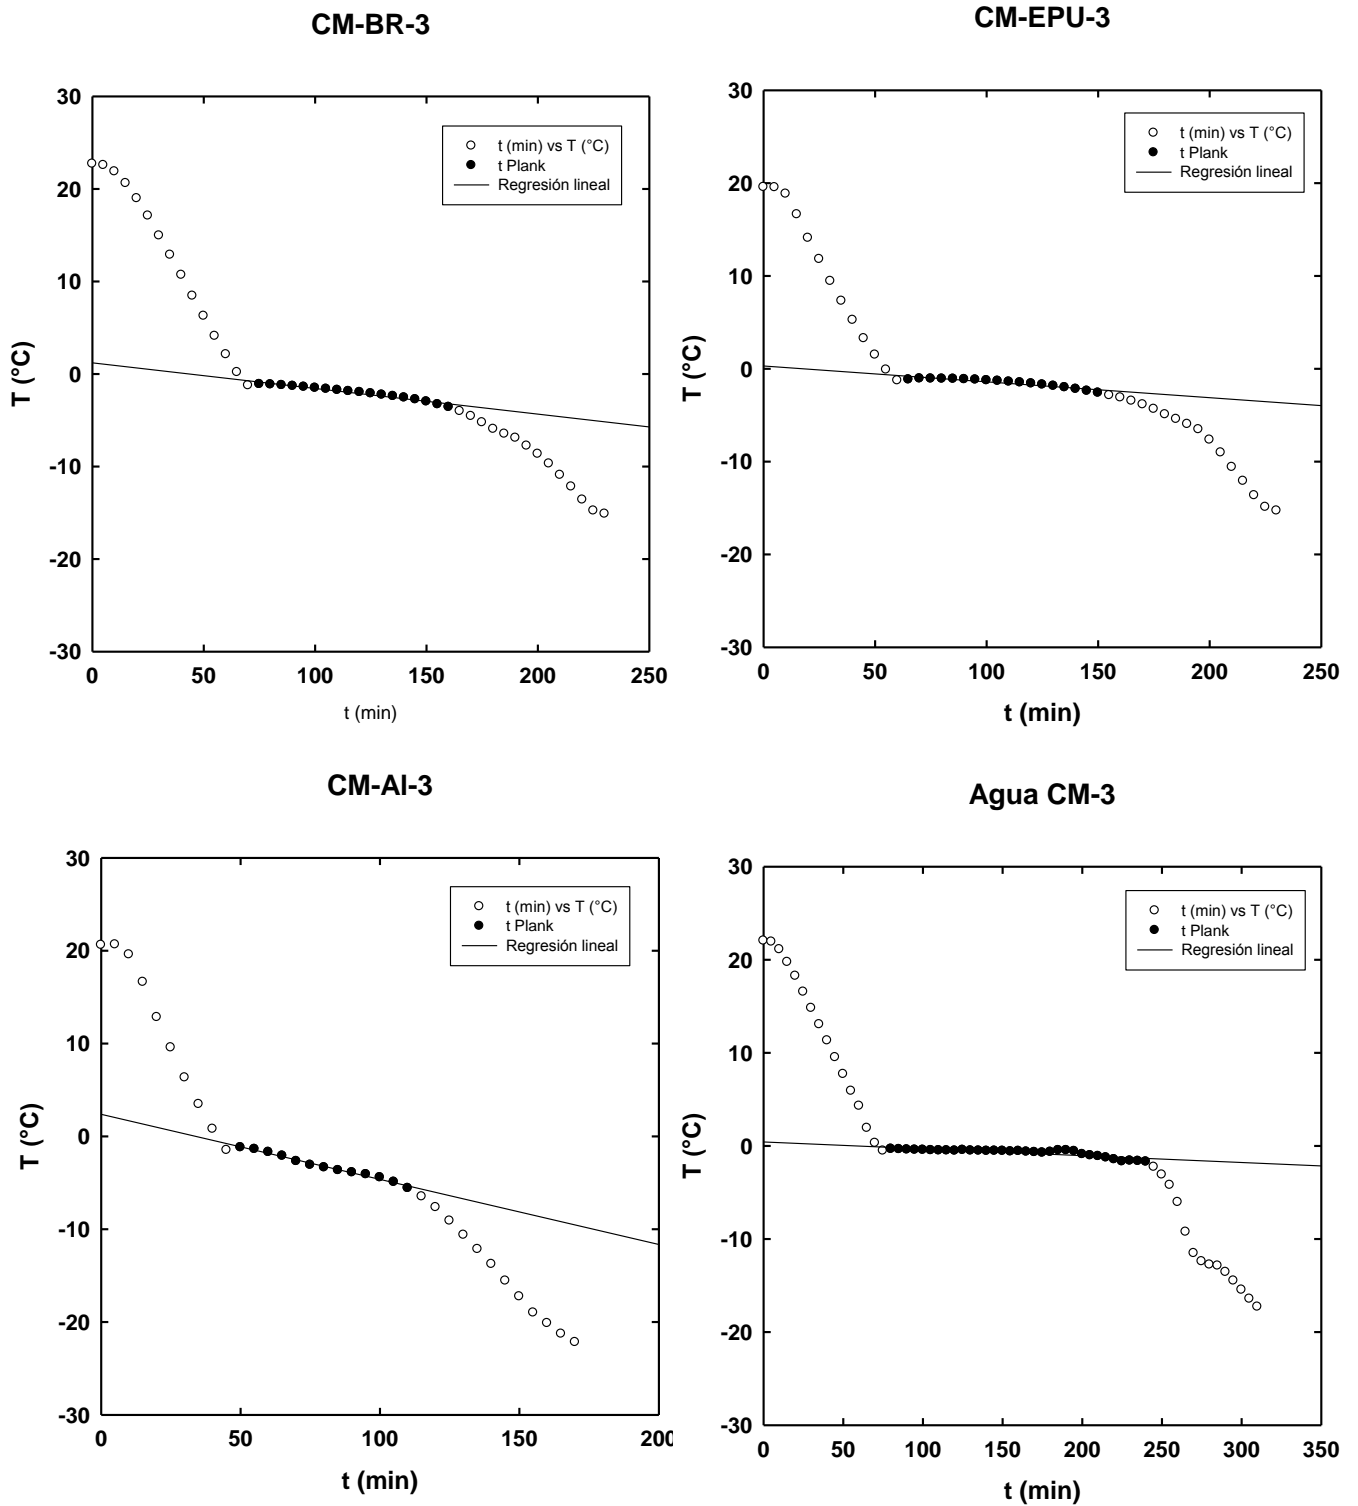 CM-BR-3
30
20
10
0
-10
-20
-30
T (°C)
t (min) vs T (°C)
t Plank
Regresión lineal
0 50 100 150 200 250
t (min)
CM-EPU-3
30
20
10
0
-10
-20
-30
T (°C)
t (min) vs T (°C)
t Plank
Regresión lineal
0 50 100 150 200 250
t (min)
CM-AI-3
30
20
10
0
-10
-20
-30
T (°C)
t (min) vs T (°C)
t Plank
Regresión lineal
0 50 100 150 200
t (min)
Agua CM-3
30
20
10
0
-10
-20
-30
T (°C)
t (min) vs T (°C)
t Plank
Regresión lineal
0 50 100 150 200 250 300 350
t (min)